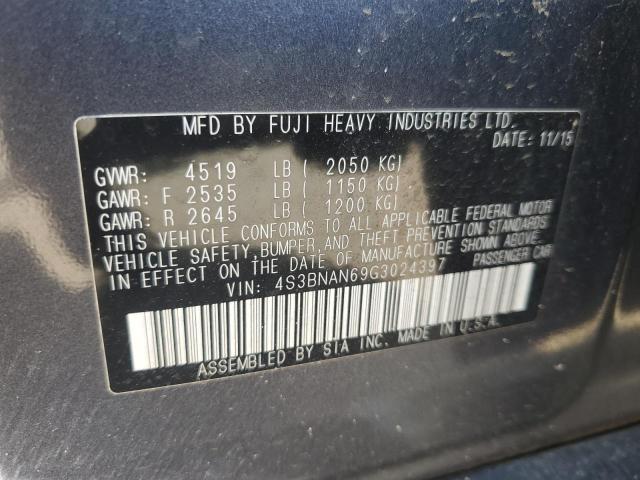 MFD BY FUJI HEAVY INDUSTRIES LTD.
DATE: 11/15
GVWR: 4519 LB ( 2050 KG)
GAWR: F 2535 LB ( 1150 KG)
GAWR: R 2645 LB ( 1200 KG)
THIS VEHICLE CONFORMS TO ALL APPLICABLE FEDERAL MOTOR
VEHICLE SAFETY, BUMPER, AND THEFT PREVENTION STANDARDS
IN EFFECT ON THE DATE OF MANUFACTURE SHOWN ABOVE.
VIN: 4S3BNAN69G3024397 PASSENGER CAR
ASSEMBLED BY SIA INC. MADE IN U.S.A.